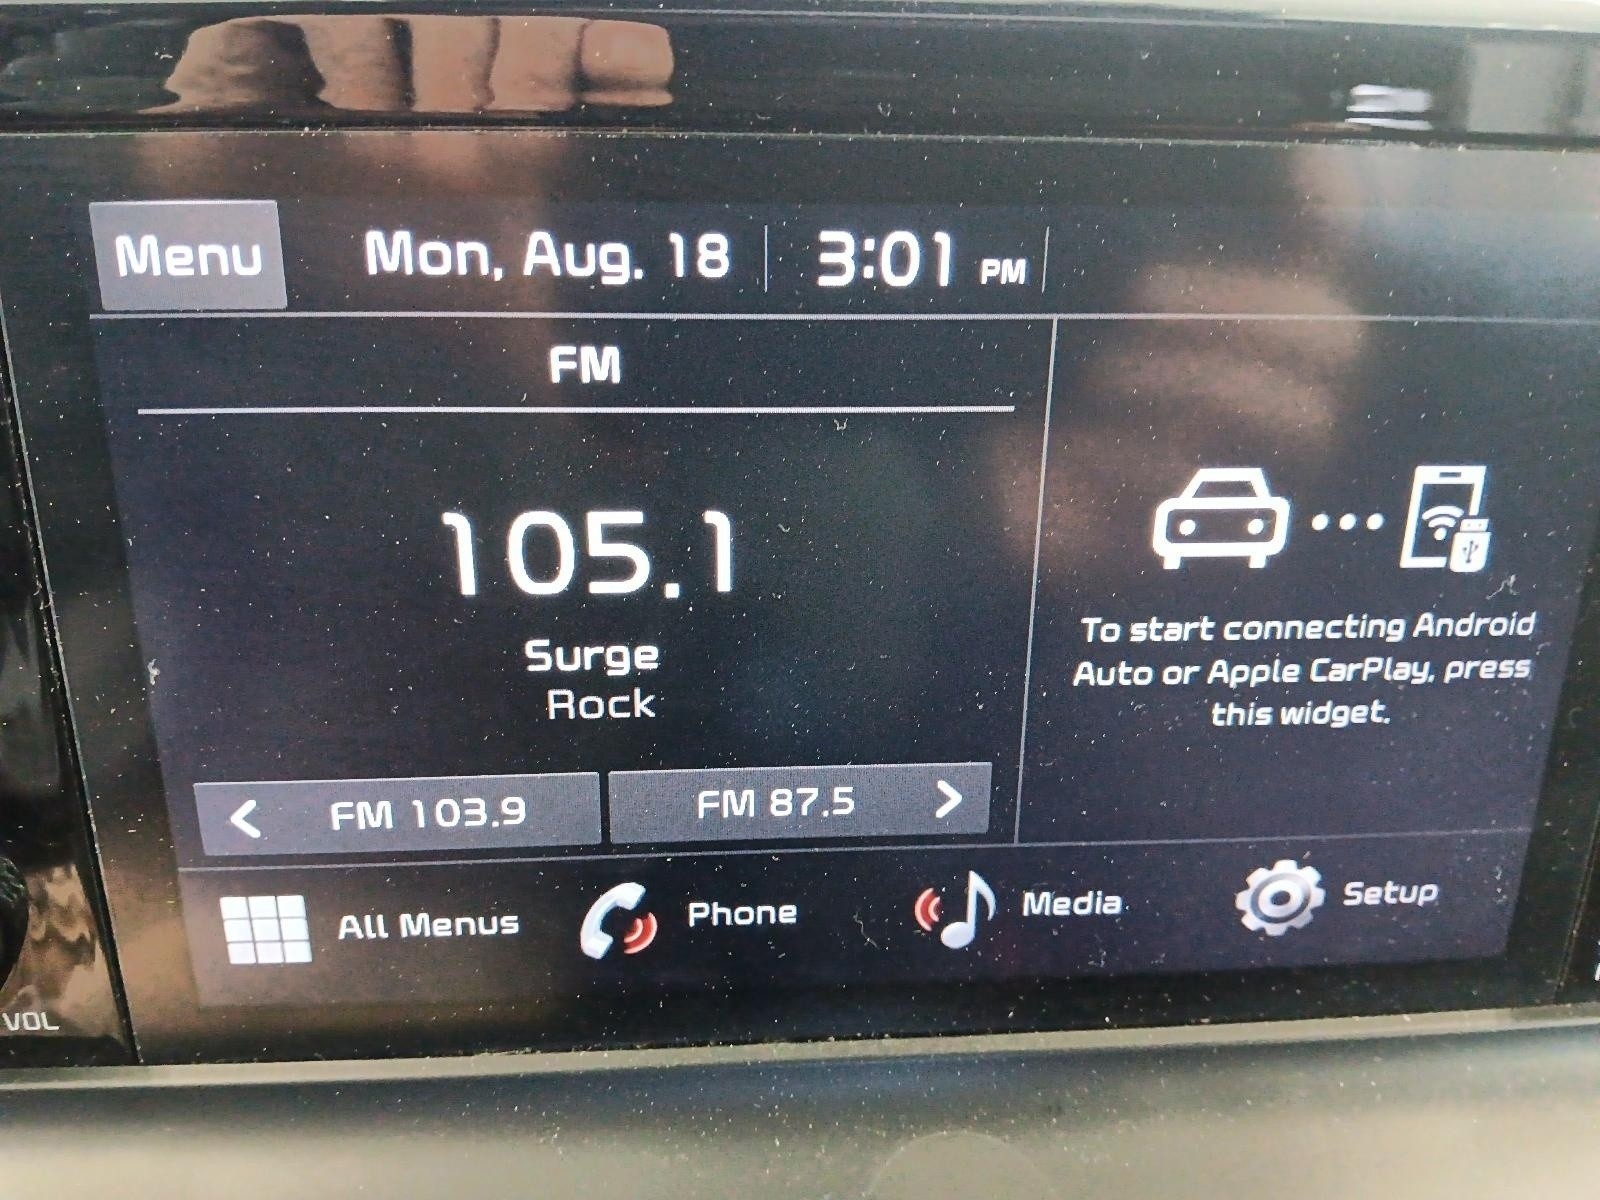 Menu
Mon, Aug. 18
3:01 PM
FM
105.1
Surge
Rock
FM 103.9
FM 87.5
To start connecting Android
Auto or Apple CarPlay, press
this widget.
All Menus
Phone
Media
Setup
VOL